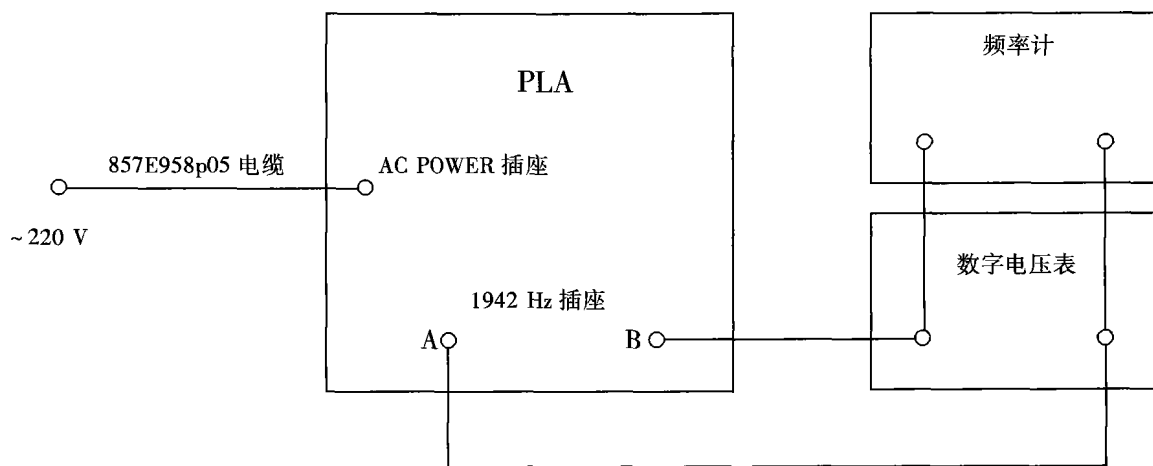 频率计
PLA
857E958p05 电缆
AC POWER 插座
~220 V
数字电压表
1942 Hz 插座
A
B